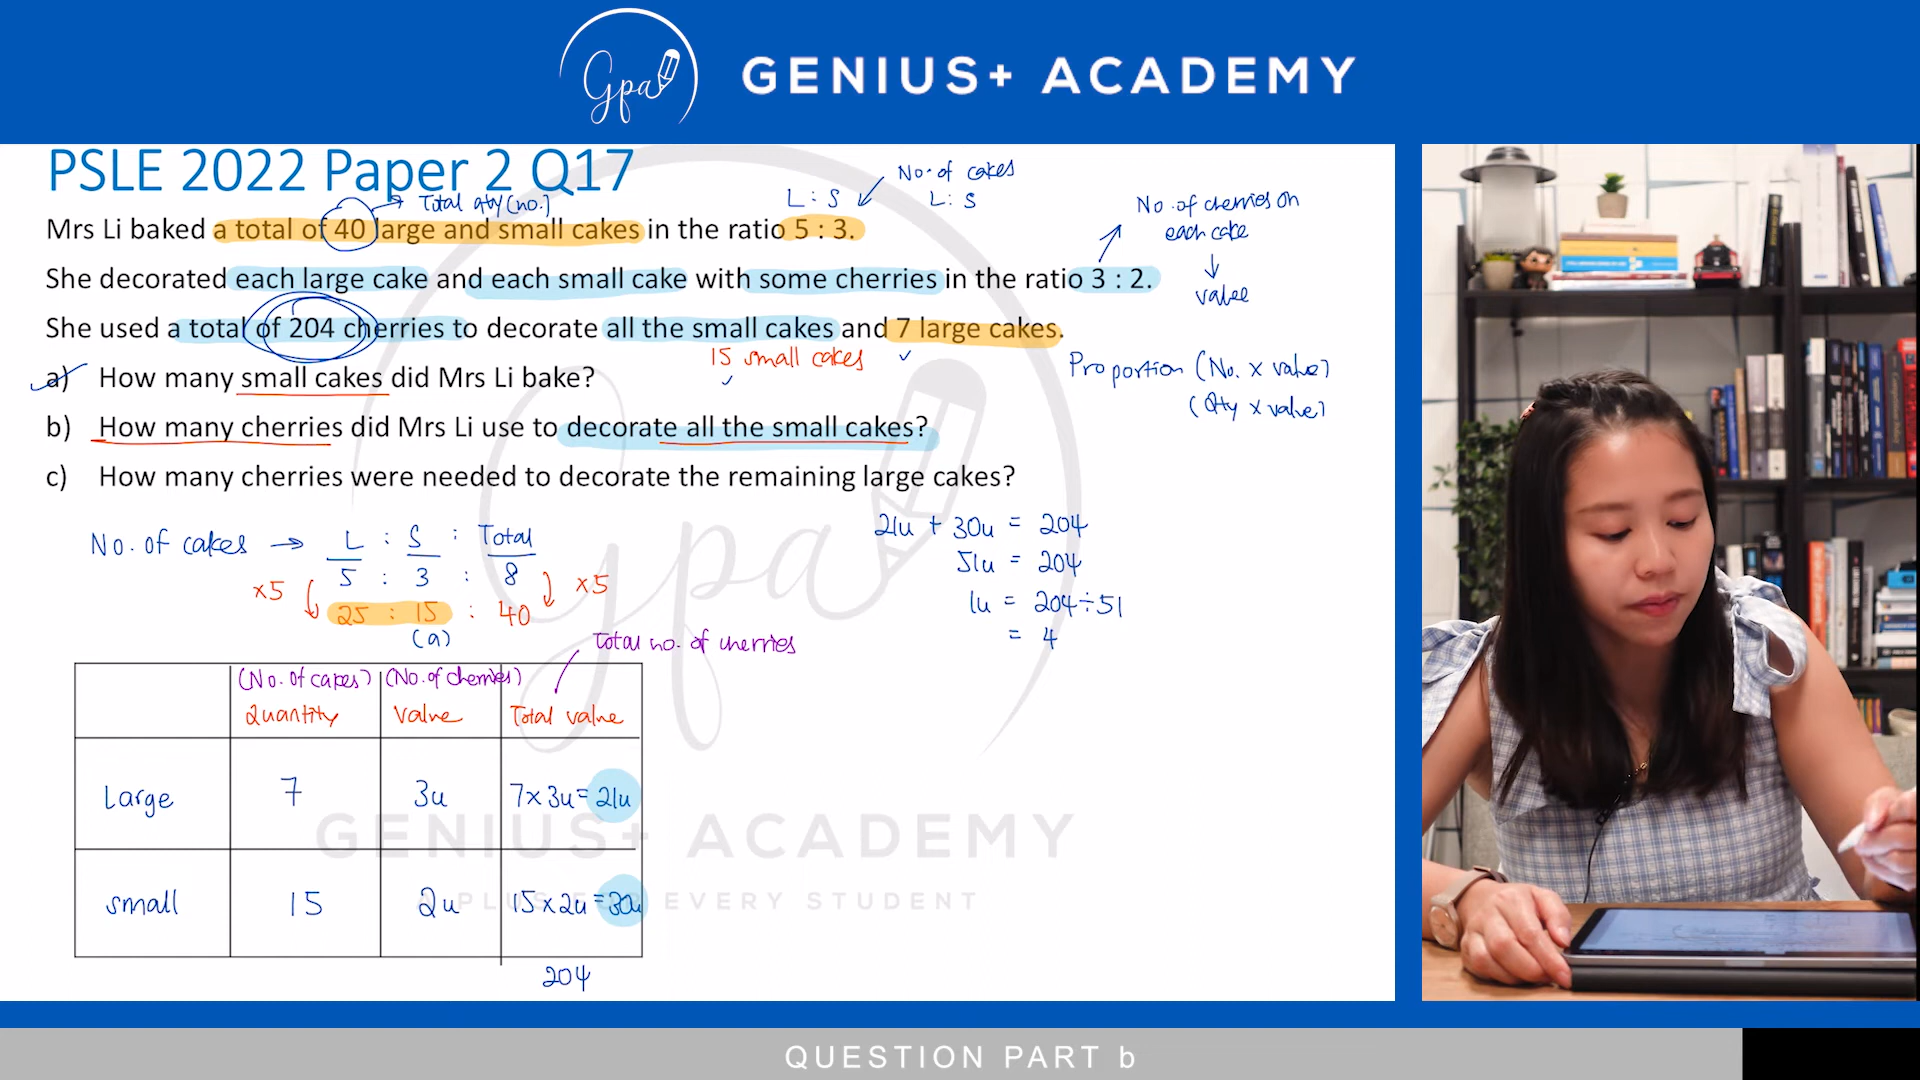 gpa
GENIUS+ ACADEMY
PSLE 2022 Paper 2 Q17
Total qty (no.)
L : S
No. of cakes
L : S
No. of cherries on
each cake
value
Mrs Li baked a total of 40 large and small cakes in the ratio 5 : 3.
She decorated each large cake and each small cake with some cherries in the ratio 3 : 2.
She used a total of 204 cherries to decorate all the small cakes and 7 large cakes.
15 small cakes
Proportion (No. x value)
(Qty x value)
a) How many small cakes did Mrs Li bake?
b) How many cherries did Mrs Li use to decorate all the small cakes?
c) How many cherries were needed to decorate the remaining large cakes?
No. of cakes → L : S : Total
5 : 3 : 8
x5 x5
25 : 15 : 40
(a)
21u + 30u = 204
51u = 204
1u = 204÷51
= 4
Total no. of cherries
(No. of cakes) (No. of cherries)
Quantity Value Total value
Large 7 3u 7x3u=21u
small 15 2u 15x2u=30u
204
gpa
GENIUS+ ACADEMY
A PLUS FOR EVERY STUDENT
QUESTION PART b